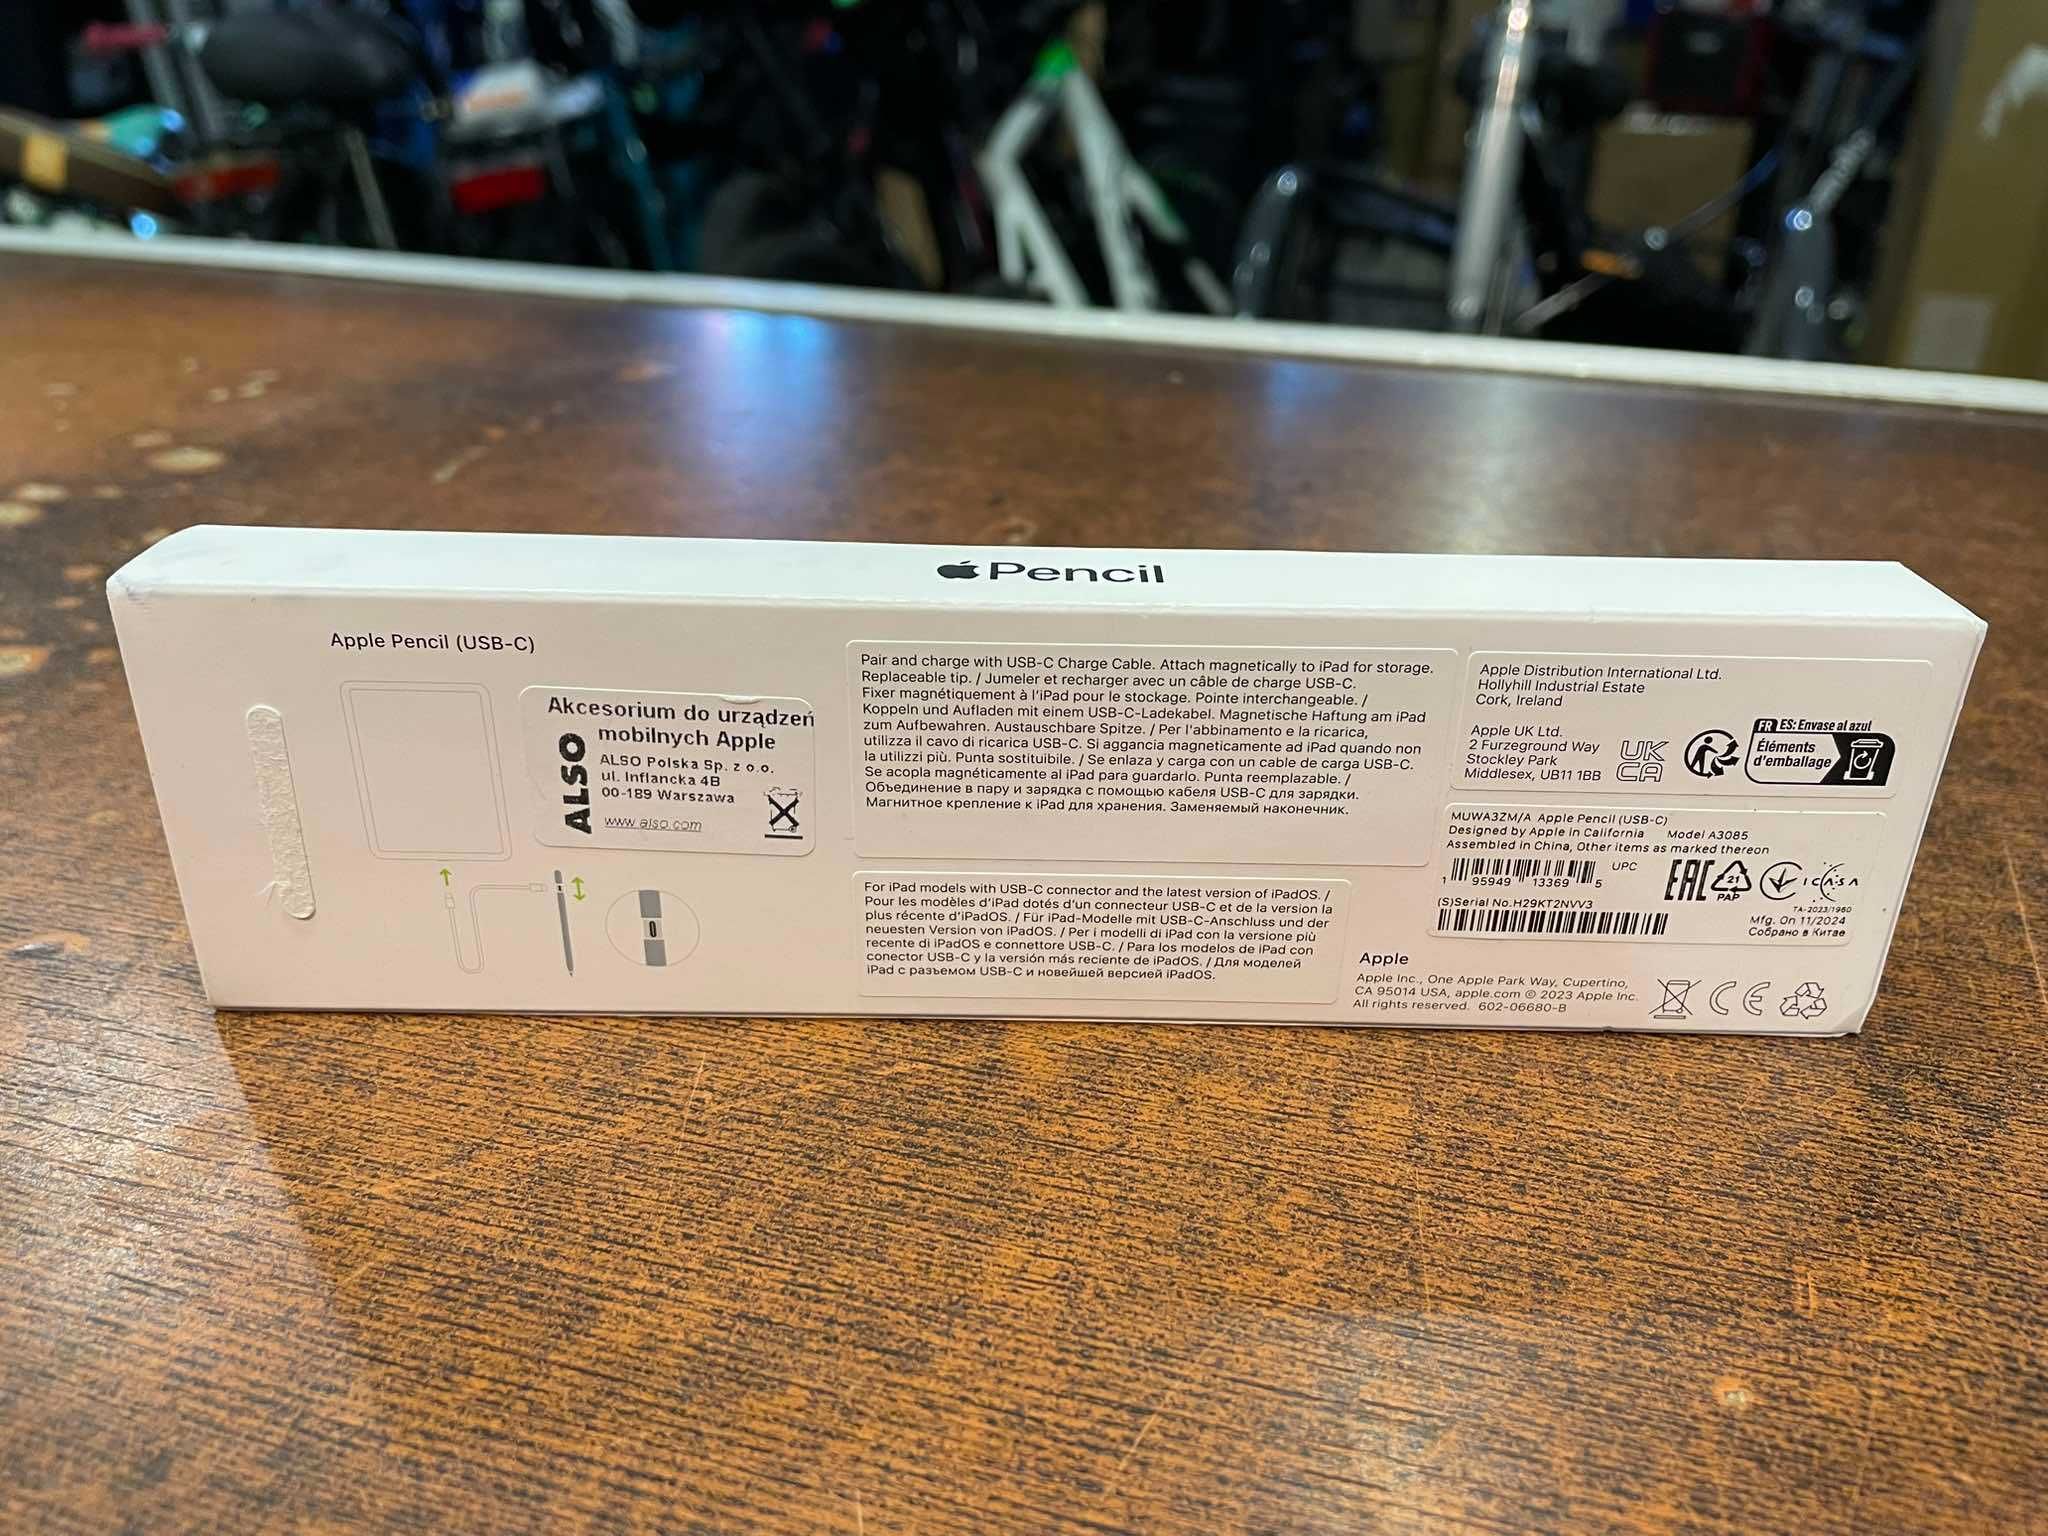 Pencil
Apple Pencil (USB-C)
Akcesorium do urządzeń
mobilnych Apple
ALSO
ALSO Polska Sp. z o.o.
ul. Inflancka 4B
00-189 Warszawa
www.also.com
Pair and charge with USB-C Charge Cable. Attach magnetically to iPad for storage.
Replaceable tip. / Jumeler et recharger avec un câble de charge USB-C.
Fixer magnétiquement à l'iPad pour le stockage. Pointe interchangeable. /
Koppeln und Aufladen mit einem USB-C-Ladekabel. Magnetische Haftung am iPad
zum Aufbewahren. Austauschbare Spitze. / Per l'abbinamento e la ricarica,
utilizza il cavo di ricarica USB-C. Si aggancia magneticamente ad iPad quando non
la utilizzi più. Punta sostituibile. / Se enlaza y carga con un cable de carga USB-C.
Se acopla magnéticamente al iPad para guardarlo. Punta reemplazable. /
Объединение в пару и зарядка с помощью кабеля USB-C для зарядки.
Магнитное крепление к iPad для хранения. Заменяемый наконечник.
For iPad models with USB-C connector and the latest version of iPadOS. /
Pour les modèles d'iPad dotés d'un connecteur USB-C et de la version la
plus récente d'iPadOS. / Für iPad-Modelle mit USB-C-Anschluss und der
neuesten Version von iPadOS. / Per i modelli di iPad con la versione più
recente di iPadOS e connettore USB-C. / Para los modelos de iPad con
conector USB-C y la versión más reciente de iPadOS. / Для моделей
iPad с разъемом USB-C и новейшей версией iPadOS.
Apple Distribution International Ltd.
Hollyhill Industrial Estate
Cork, Ireland
Apple UK Ltd.
2 Furzeground Way
Stockley Park
Middlesex, UB11 1BB
UK
CA
FR ES: Envase al azul
Éléments
d'emballage
MUWA3ZM/A Apple Pencil (USB-C)
Designed by Apple in California Model A3085
Assembled in China, Other items as marked thereon
UPC
1 95949 13369 5
EAC
21
PAP
ICASA
TA-2023/1960
(S)Serial No.H29KT2NVV3
Mfg. On 11/2024
Собрано в Китае
Apple
Apple Inc., One Apple Park Way, Cupertino,
CA 95014 USA, apple.com © 2023 Apple Inc.
All rights reserved. 602-06680-B
CE